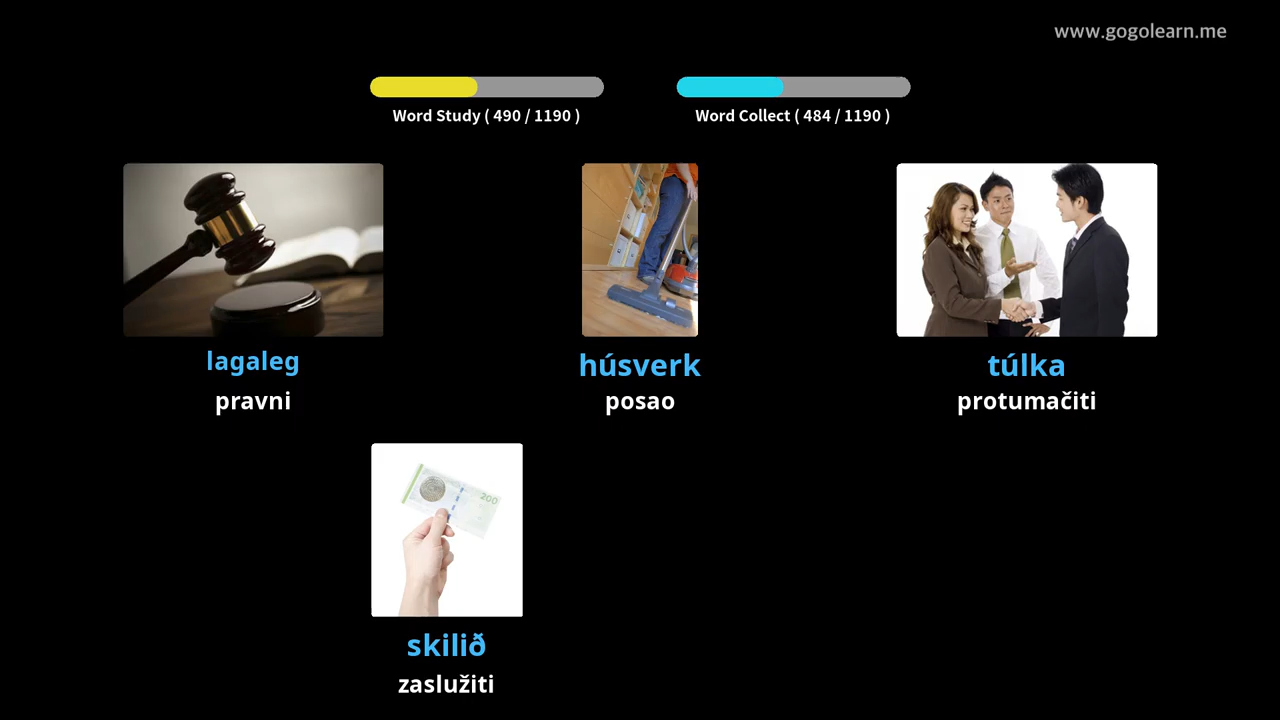 www.gogolearn.me
Word Study ( 490 / 1190 )
Word Collect ( 484 / 1190 )
lagaleg
húsverk
túlka
pravni
posao
protumačiti
200
skilið
zaslužiti